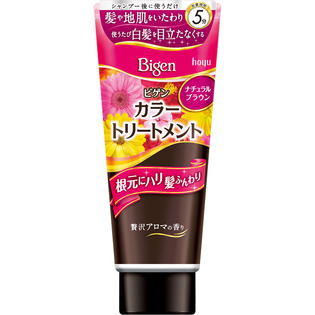 シャンプー後に使うだけ
髪や地肌をいたわり
使うたび白髪を目立たなくする
5分
Bigen
hoyu
ビゲン
カラー
トリートメント
ナチュラル
ブラウン
根元にハリ髪ふんわり
贅沢アロマの香り